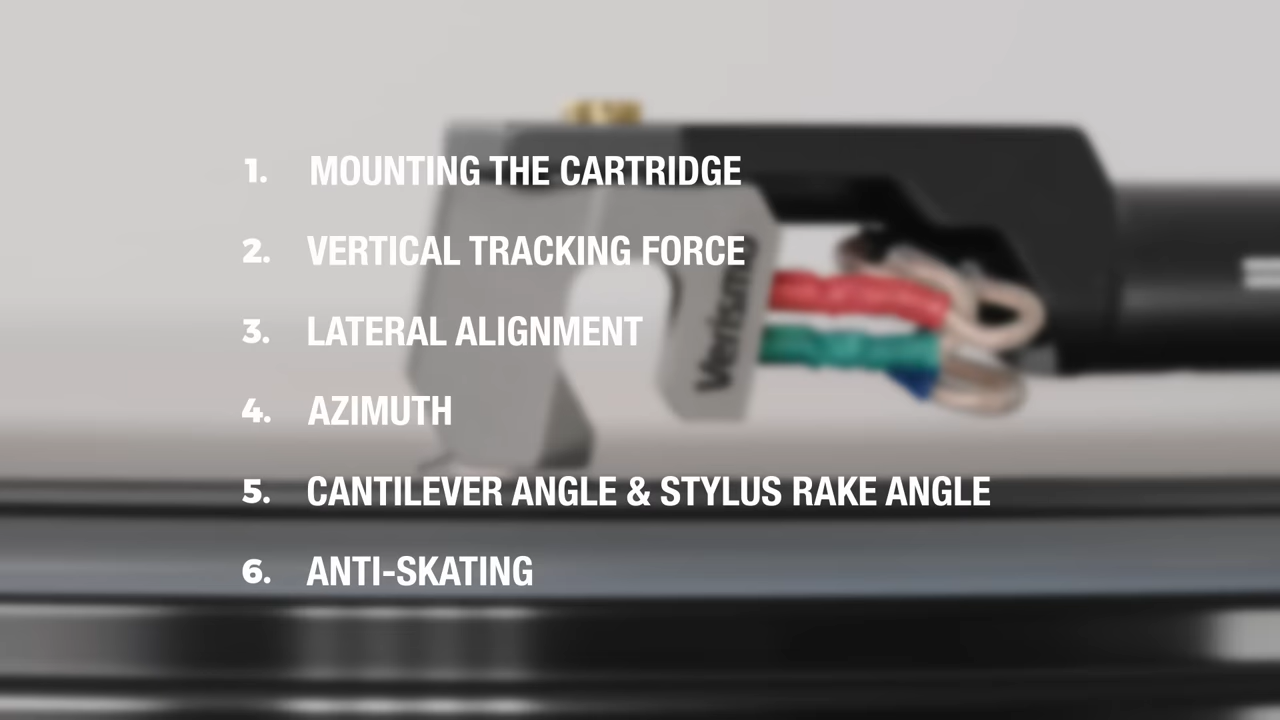 1. MOUNTING THE CARTRIDGE
2. VERTICAL TRACKING FORCE
3. LATERAL ALIGNMENT
4. AZIMUTH
5. CANTILEVER ANGLE & STYLUS RAKE ANGLE
6. ANTI-SKATING
Verismo